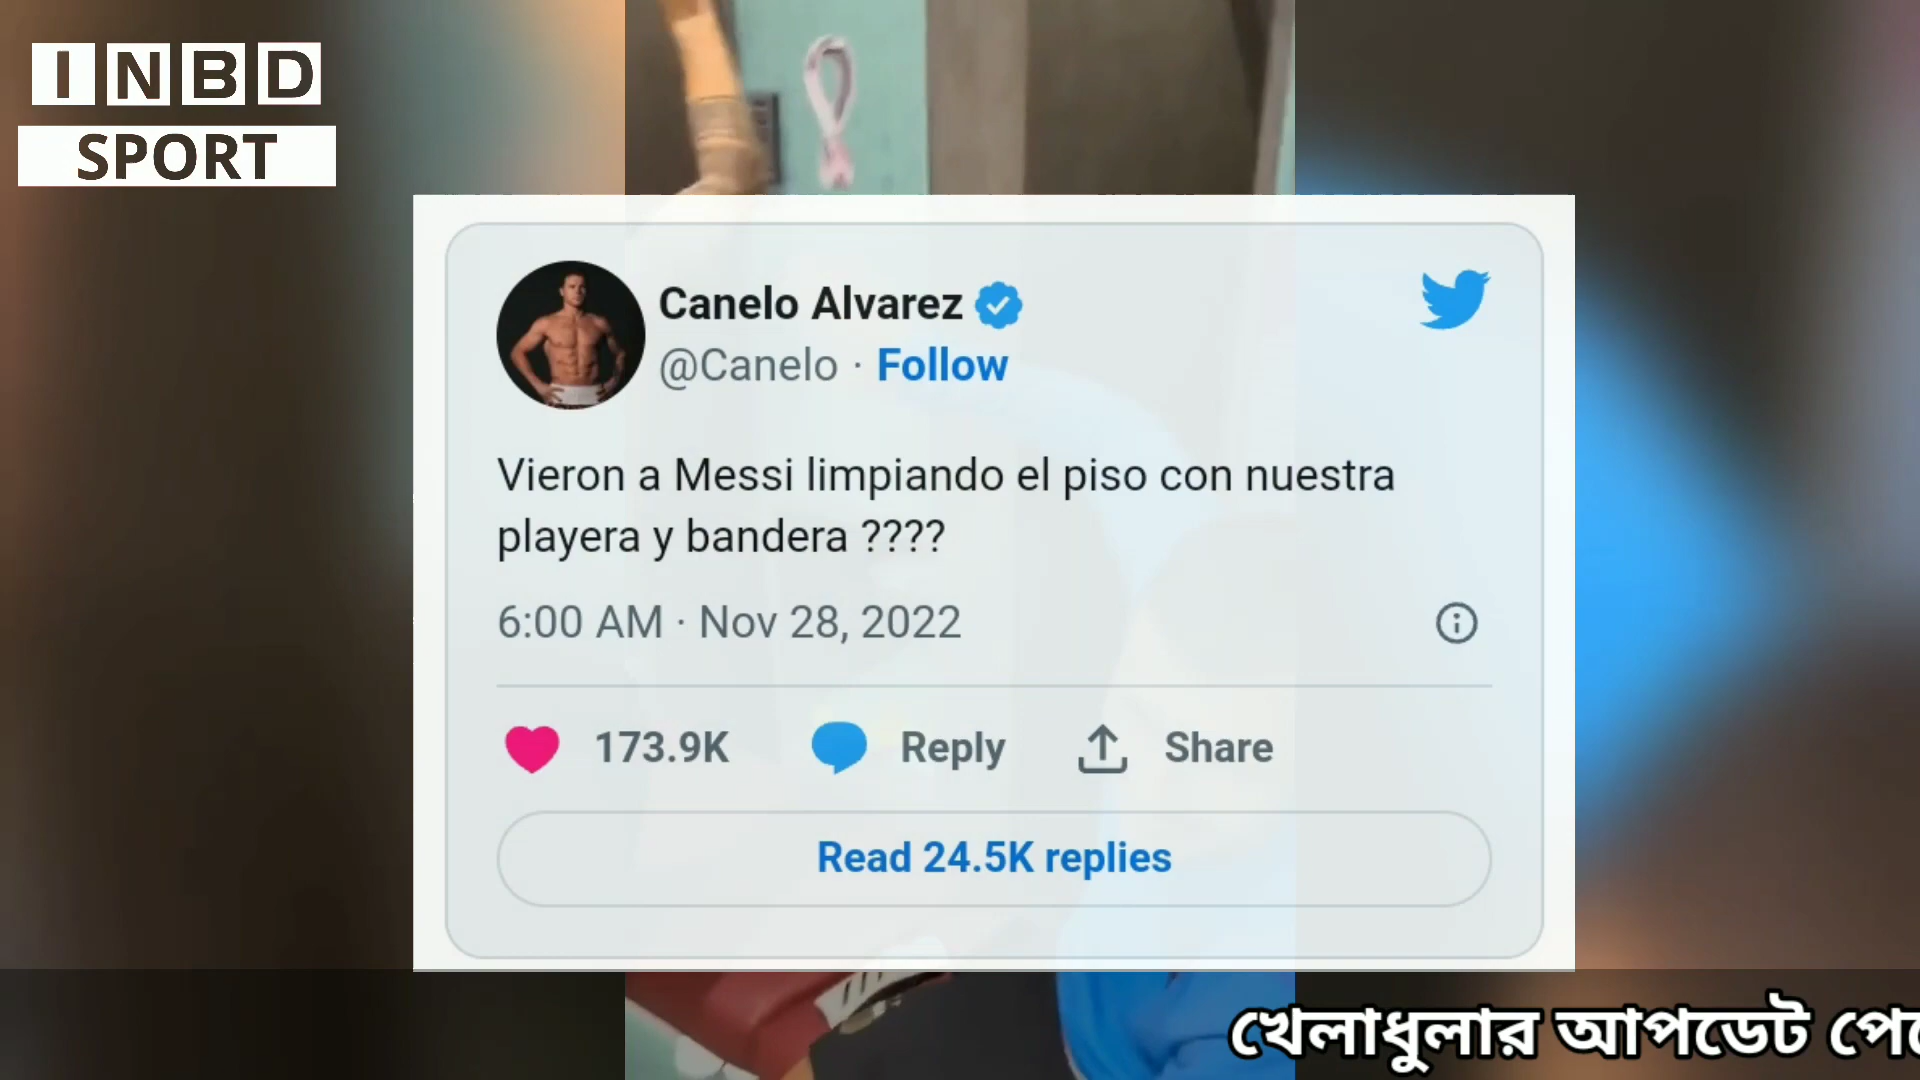 INBD
SPORT
Canelo Alvarez
@Canelo · Follow
Vieron a Messi limpiando el piso con nuestra
playera y bandera ????
6:00 AM · Nov 28, 2022
173.9K Reply Share
Read 24.5K replies
খেলাধুলার আপডেট